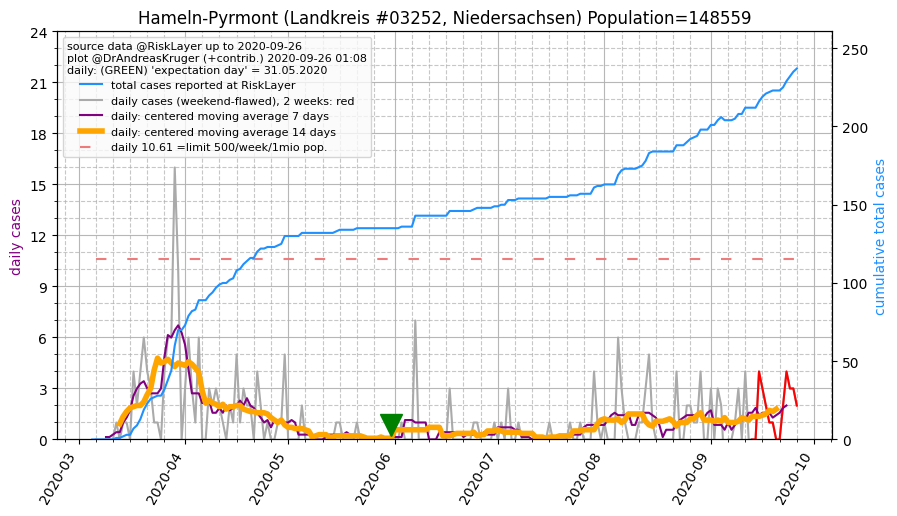 Hameln-Pyrmont (Landkreis #03252, Niedersachsen) Population=148559
source data @RiskLayer up to 2020-09-26
plot @DrAndreasKruger (+contrib.) 2020-09-26 01:08
daily: (GREEN) 'expectation day' = 31.05.2020
total cases reported at RiskLayer
daily cases (weekend-flawed), 2 weeks: red
daily: centered moving average 7 days
daily: centered moving average 14 days
daily 10.61 =limit 500/week/1mio pop.
daily cases
24
21
18
15
12
9
6
3
0
cumulative total cases
250
200
150
100
50
0
2020-03
2020-04
2020-05
2020-06
2020-07
2020-08
2020-09
2020-10